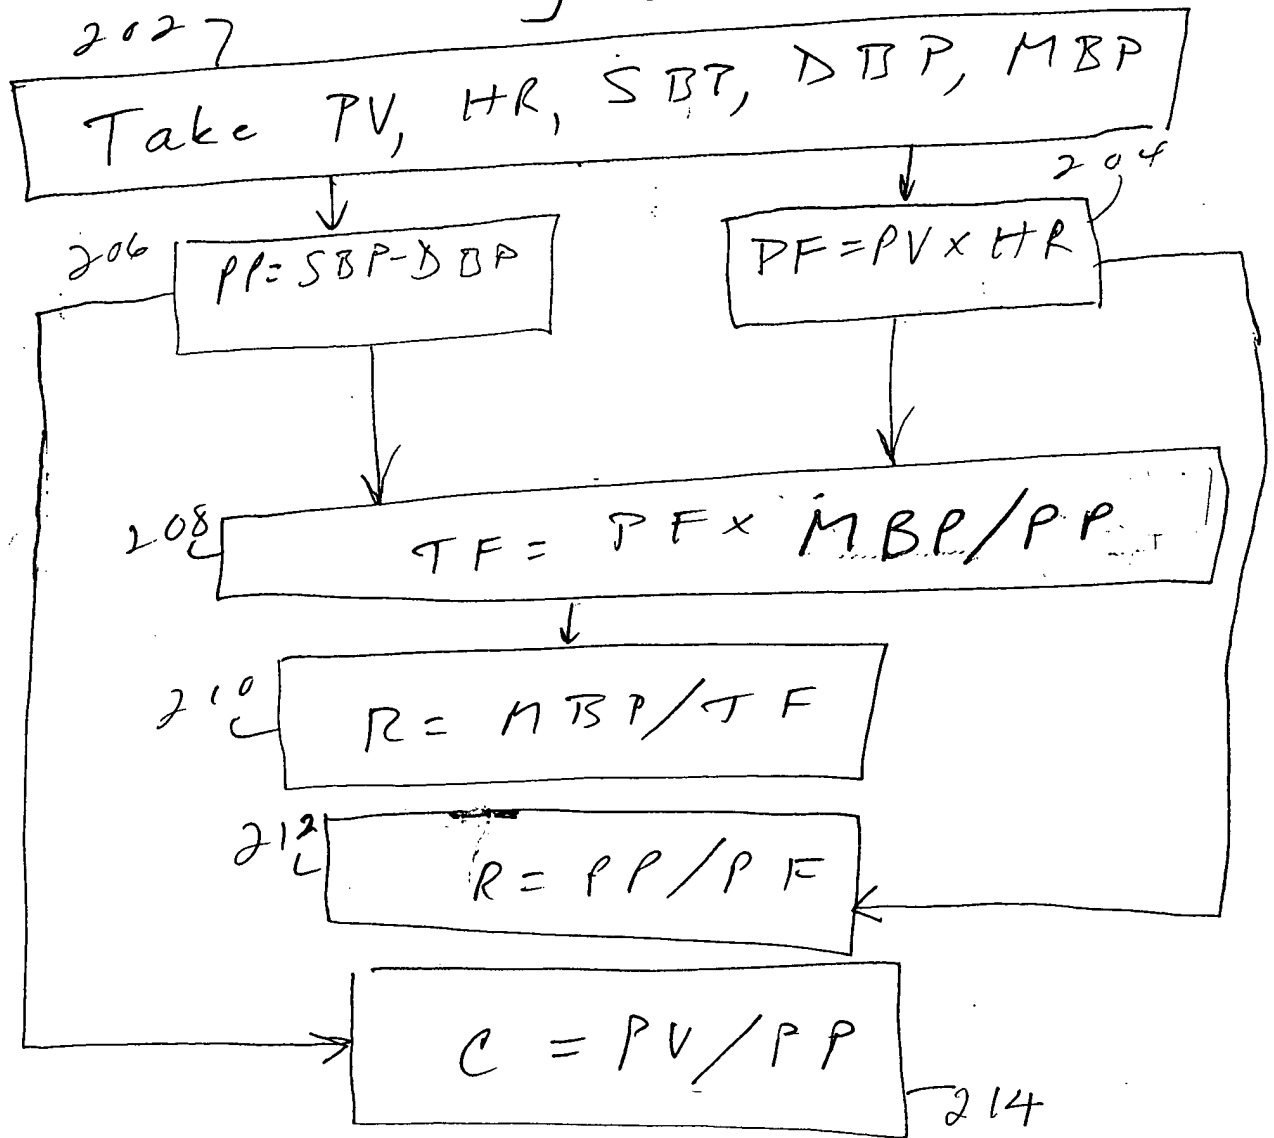 202
Take PV, HR, SBP, DBP, MBP
204
206
PP=SBP-DBP
PF=PV x HR
208
TF = PF x MBP/PP
210
R = MBP/TF
212
R = PP/PF
C = PV/PP
214